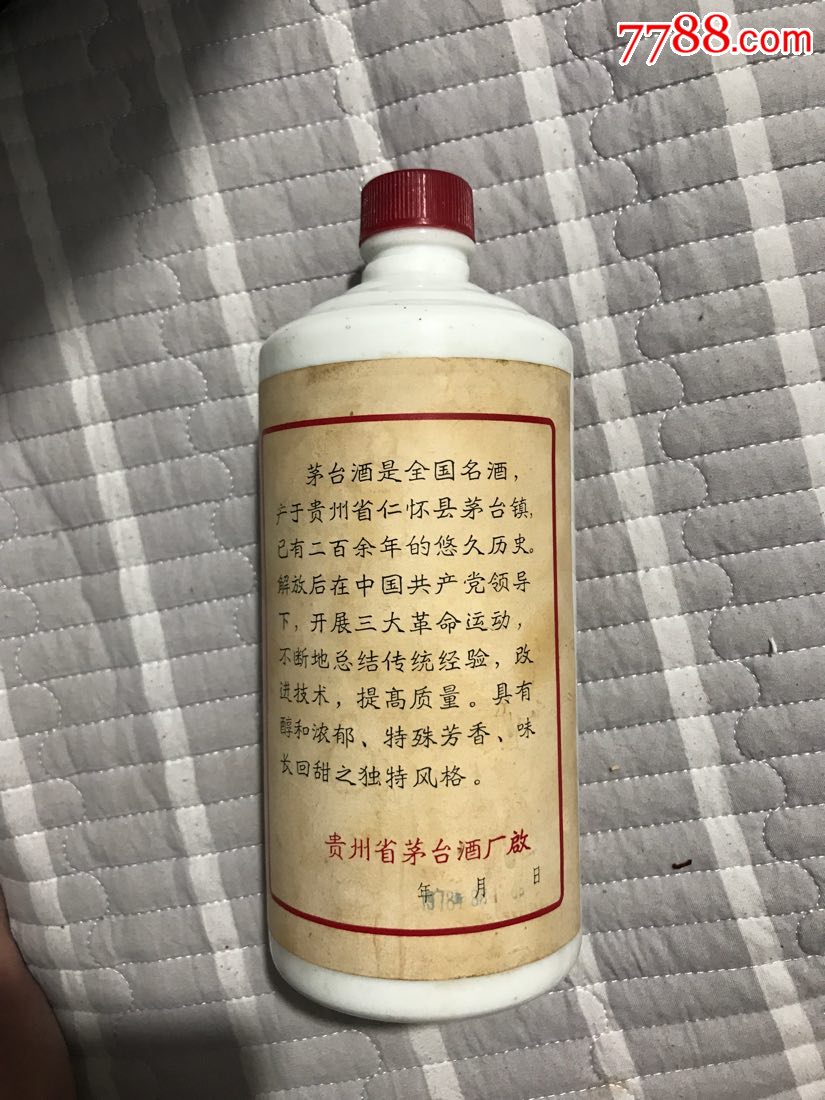 7788.com
茅台酒是全国名酒，
产于贵州省仁怀县茅台镇，
已有二百余年的悠久历史。
解放后在中国共产党领导
下，开展三大革命运动，
不断地总结传统经验，改
进技术，提高质量。具有
醇和浓郁、特殊芳香、味
长回甜之独特风格。
贵州省茅台酒厂啟
年 月 日